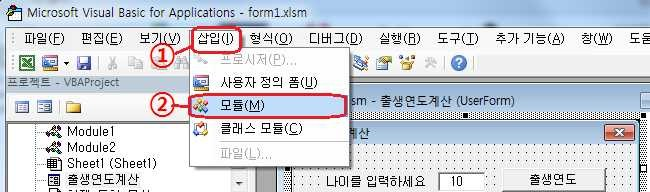 Microsoft Visual Basic for Applications - form1.xlsm
파일(F) 편집(E) 보기(V) 삽입(I) 형식(O) 디버그(D) 실행(R) 도구(T) 추가 기능(A) 창(W) 도움
①
프로시저(P)...
사용자 정의 폼(U)
프로젝트 - VBAProject
②
모듈(M)
sm - 출생연도계산 (UserForm)
클래스 모듈(C)
계산
파일(L)...
Module1
Module2
Sheet1 (Sheet1)
출생연도계산
나이를 입력하세요 10 출생연도